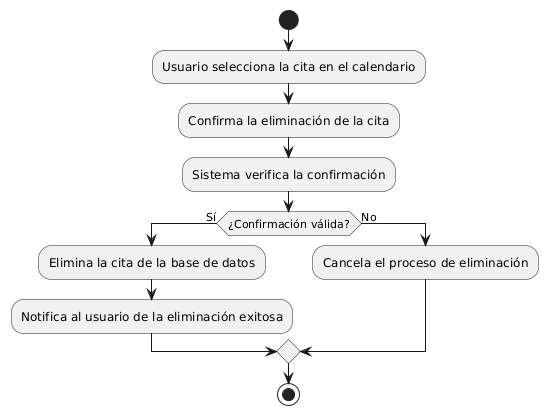 Usuario selecciona la cita en el calendario
Confirma la eliminación de la cita
Sistema verifica la confirmación
¿Confirmación válida?
Sí
No
Elimina la cita de la base de datos
Cancela el proceso de eliminación
Notifica al usuario de la eliminación exitosa